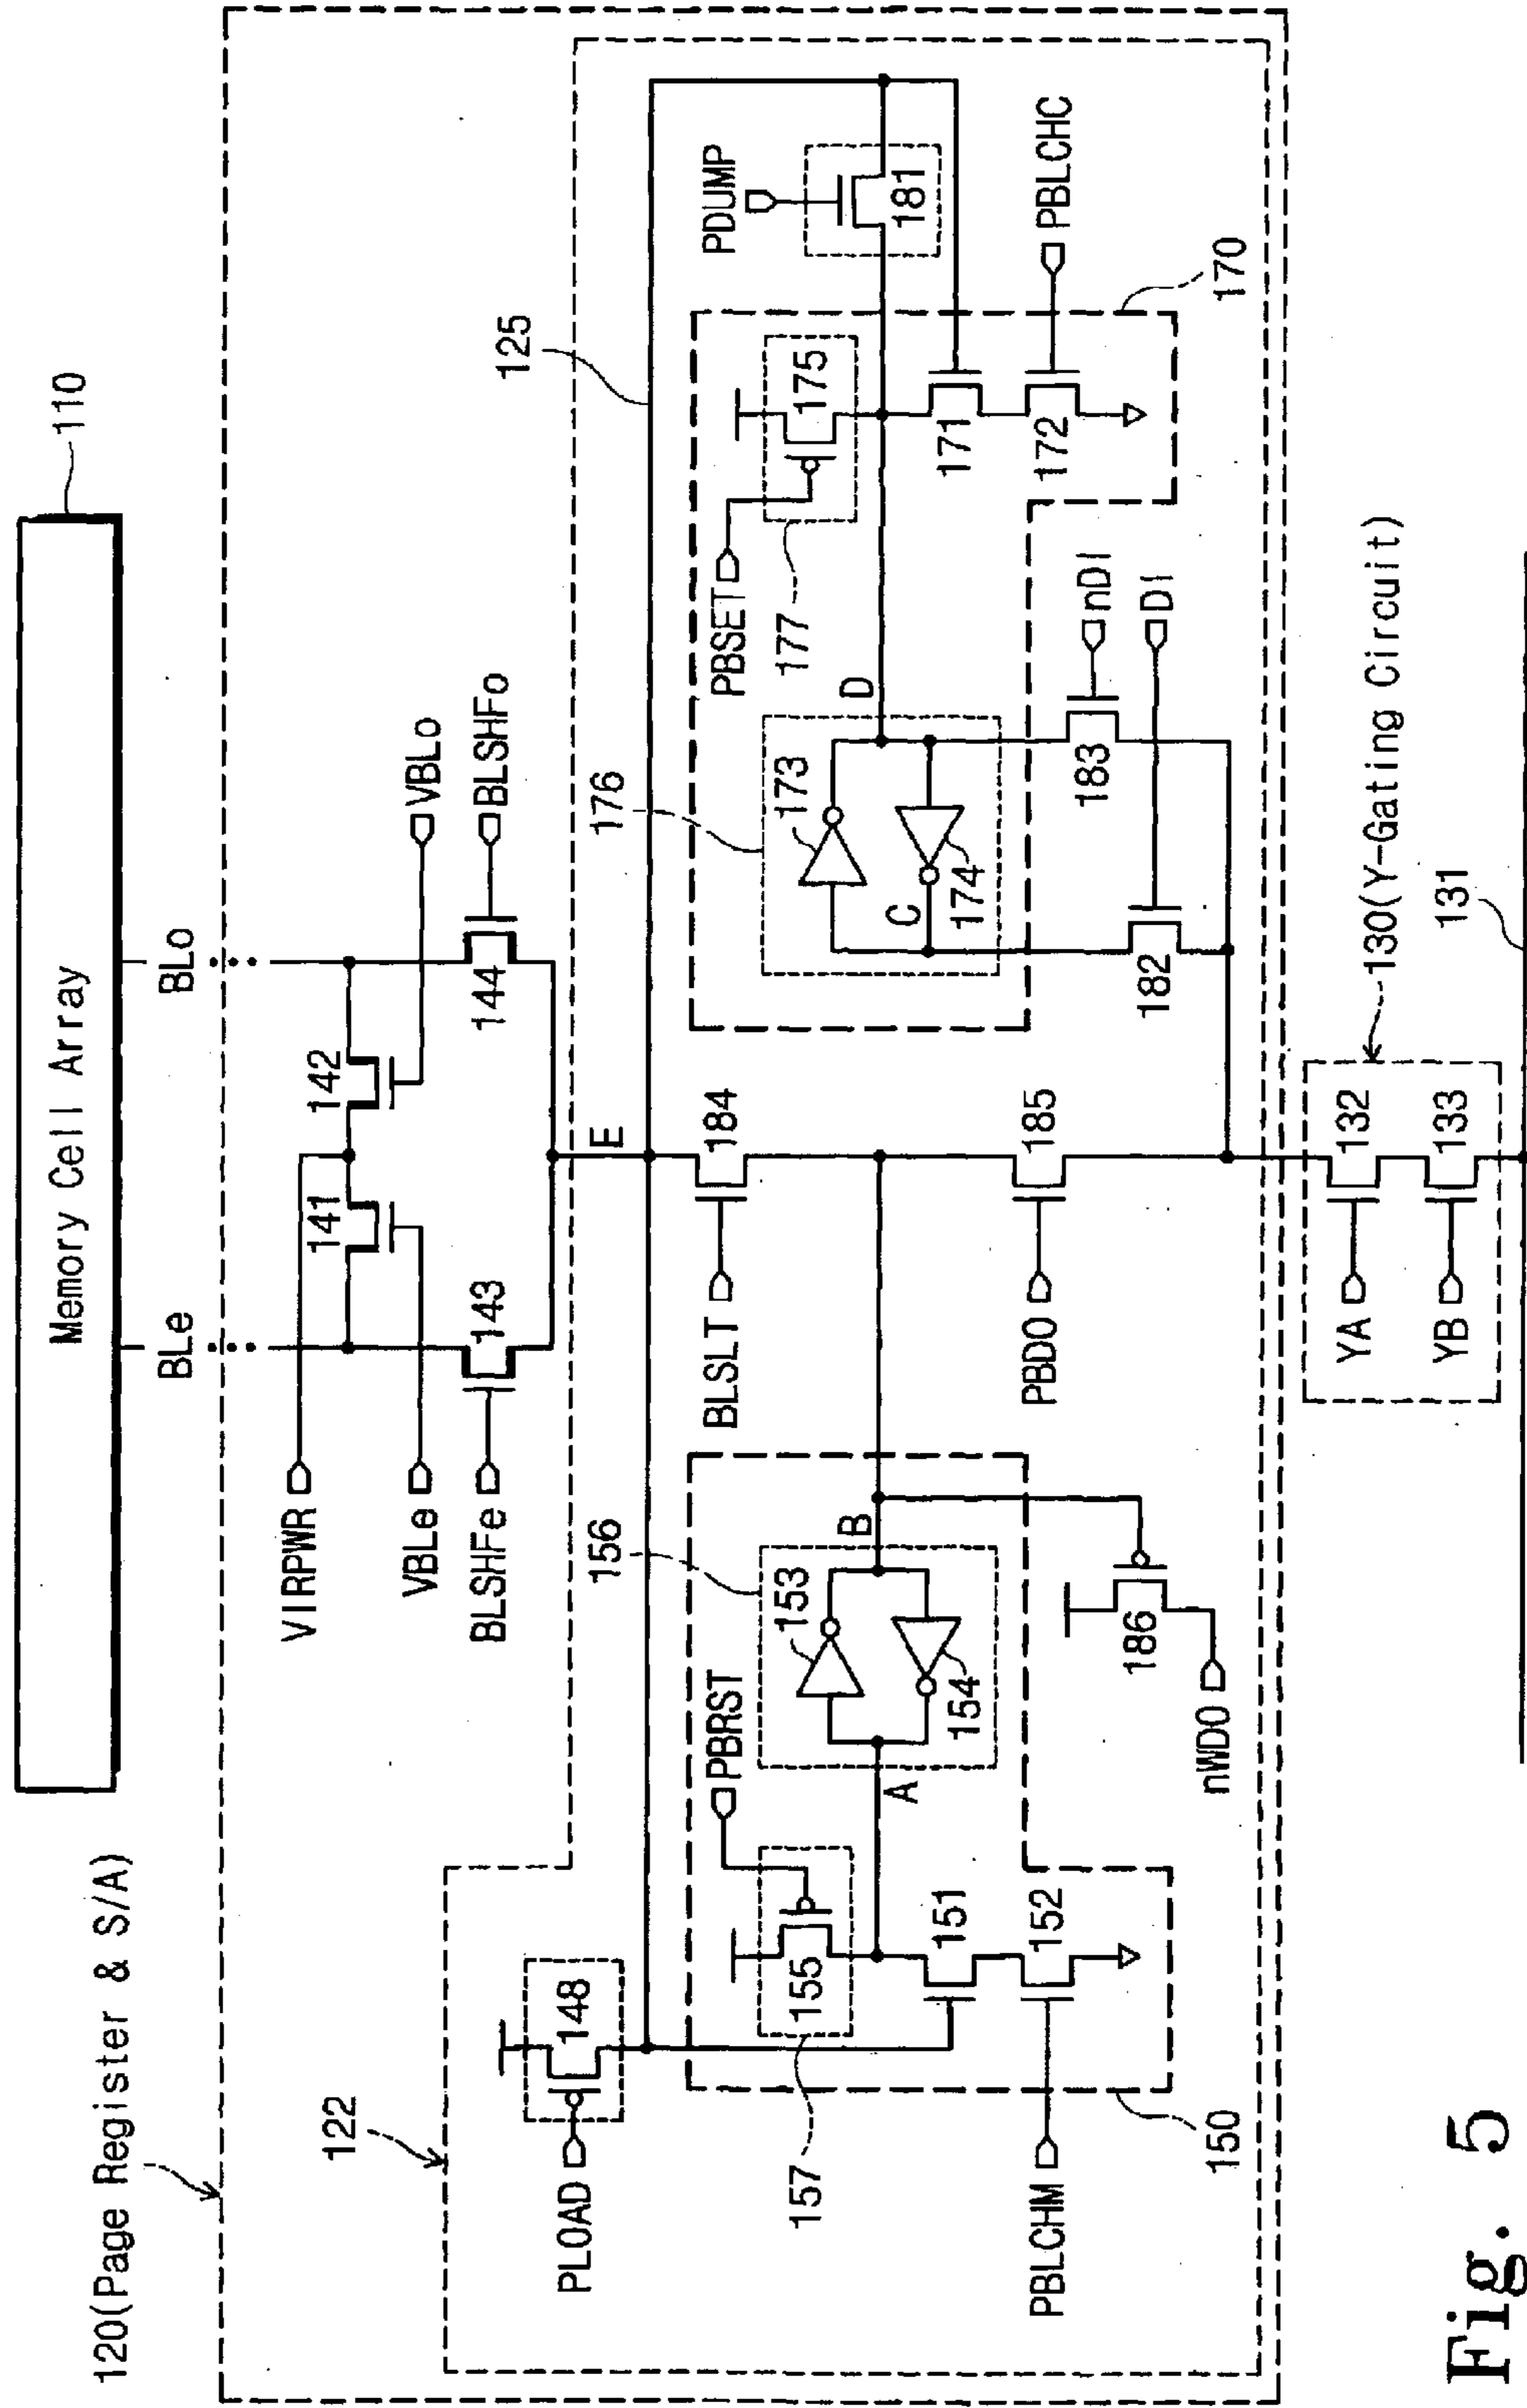 120(Page Register & S/A)
110
Memory Cell Array
BLe
BLo
122
VIRPWR
VBLe
BLSHFe
141
142
143
144
VBLo
BLSHFo
125
E
PLOAD
148
156
176
PBRST
BLSLT
184
PBSET
PDUMP
157
155
153
B
173
D
177
175
181
A
154
C
174
151
171
PBLCHM
152
PBDO
185
183
nDI
172
PBLCHC
150
nWDO
186
182
DI
170
130(Y-Gating Circuit)
YA
132
YB
133
131
Fig. 5